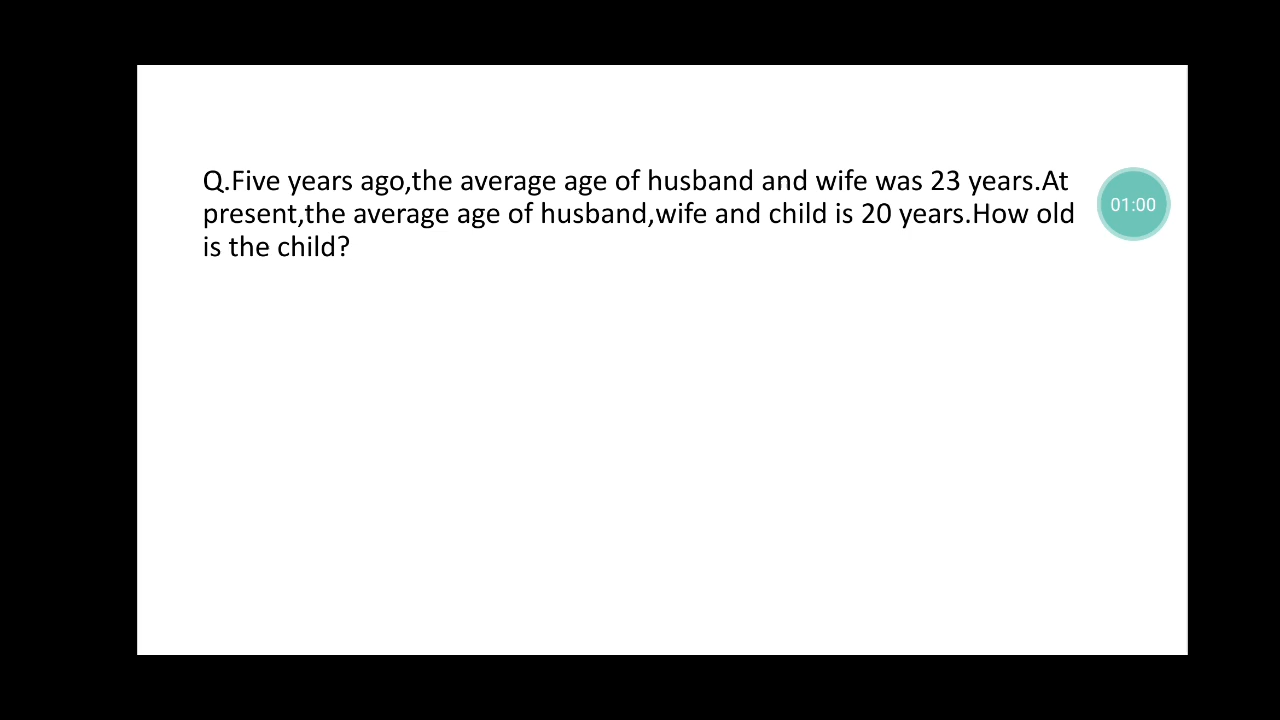 Q.Five years ago,the average age of husband and wife was 23 years.At
present,the average age of husband,wife and child is 20 years.How old
is the child?
01:00